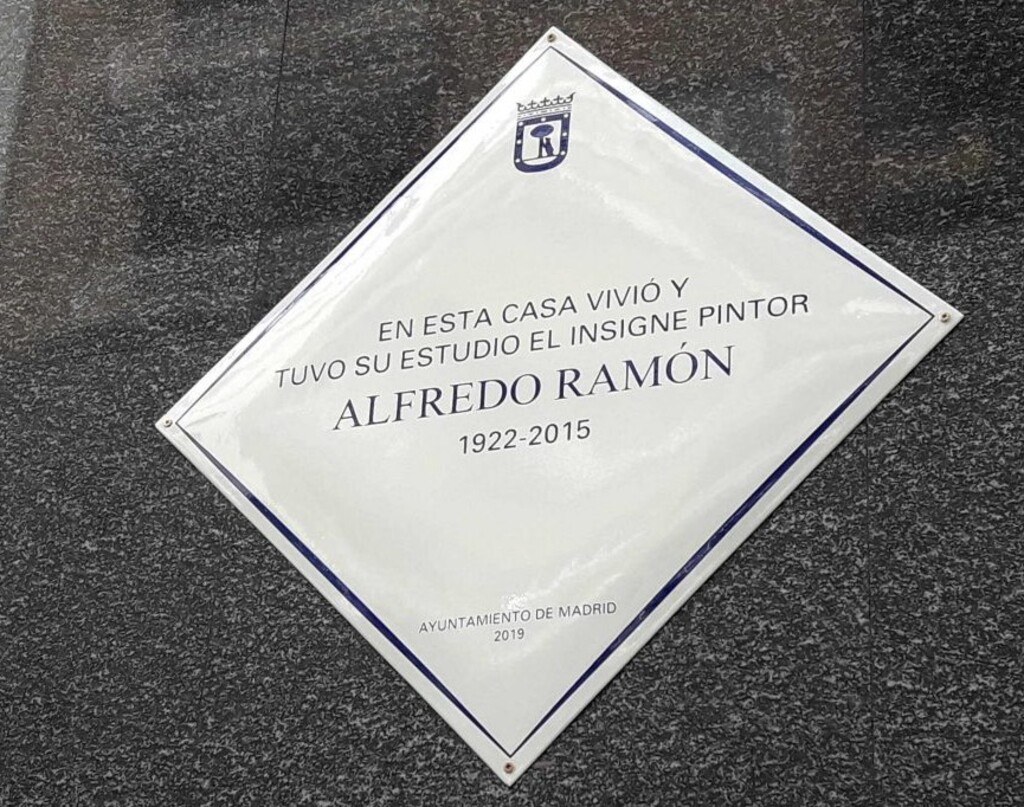 EN ESTA CASA VIVIÓ Y
TUVO SU ESTUDIO EL INSIGNE PINTOR
ALFREDO RAMÓN
1922-2015
AYUNTAMIENTO DE MADRID
2019